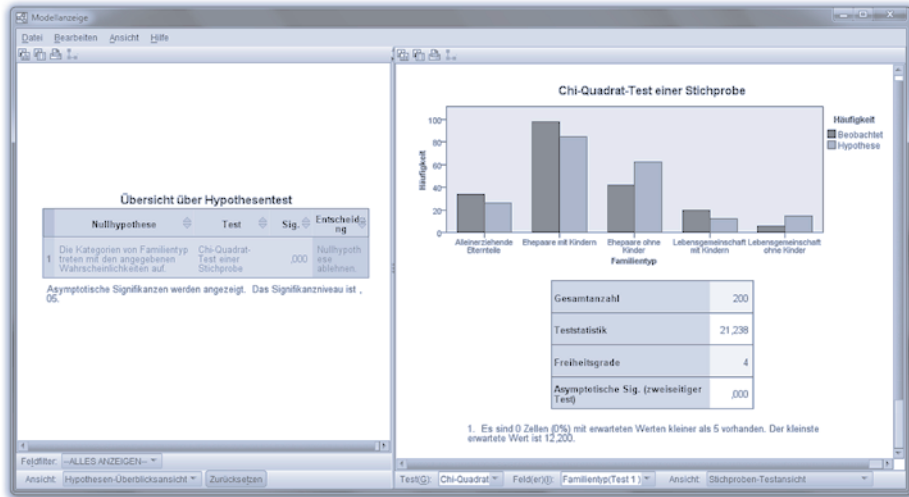 Modellanzeige
Datei Bearbeiten Ansicht Hilfe
Übersicht über Hypothesentest
Nullhypothese Test Sig. Entscheidung
1 Die Kategorien von Familientyp treten mit den angegebenen Wahrscheinlichkeiten auf. Chi-Quadrat-Test einer Stichprobe ,000 Nullhypothese ablehnen.
Asymptotische Signifikanzen werden angezeigt. Das Signifikanzniveau ist ,
05.
Feldfilter: --ALLES ANZEIGEN--
Ansicht: Hypothesen-Überblicksansicht Zurücksetzen
Chi-Quadrat-Test einer Stichprobe
Häufigkeit
100
80
60
40
20
0
Alleinerziehende Elternteile
Ehepaare mit Kindern
Ehepaare ohne Kinder
Lebensgemeinschaft mit Kindern
Lebensgemeinschaft ohne Kinder
Familientyp
Häufigkeit
Beobachtet
Hypothese
Gesamtanzahl 200
Teststatistik 21,238
Freiheitsgrade 4
Asymptotische Sig. (zweiseitiger Test) ,000
1. Es sind 0 Zellen (0%) mit erwarteten Werten kleiner als 5 vorhanden. Der kleinste
erwartete Wert ist 12,200.
Test(G): Chi-Quadrat Feld(er)(I): Familientyp(Test 1) Ansicht: Stichproben-Testansicht